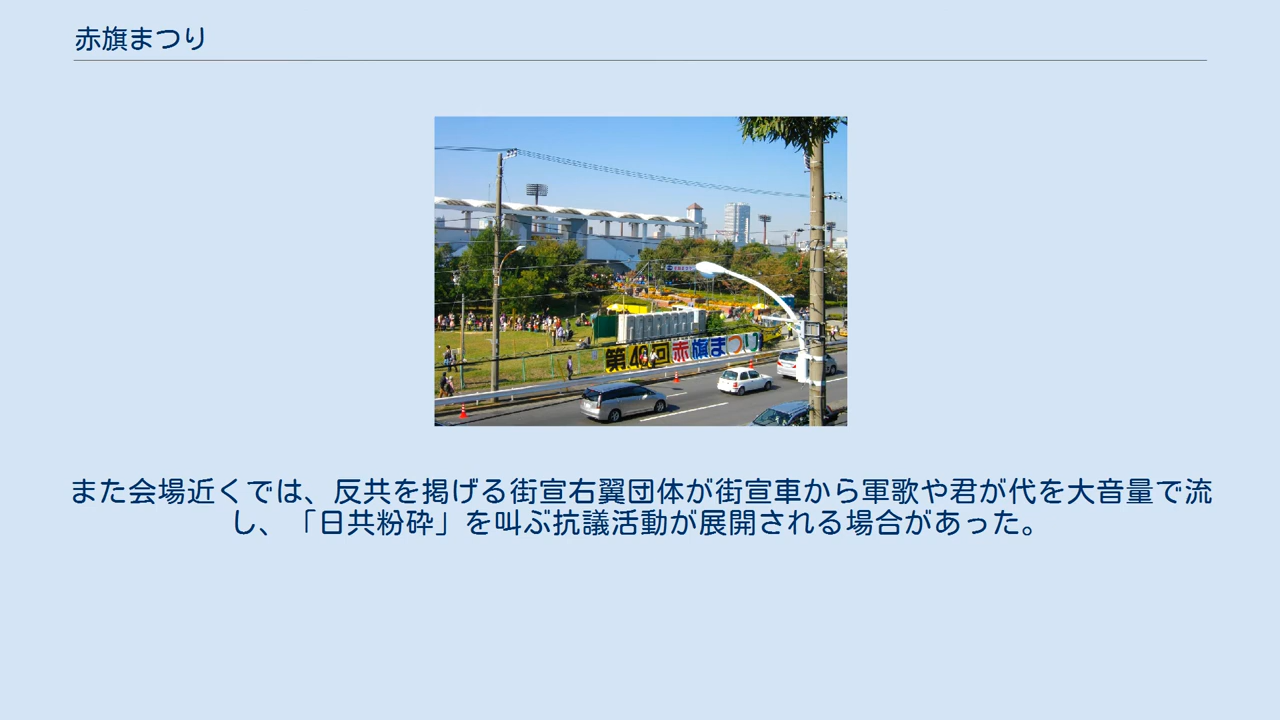 赤旗まつり
第40回赤旗まつり
また会場近くでは、反共を掲げる街宣右翼団体が街宣車から軍歌や君が代を大音量で流
し、「日共粉砕」を叫ぶ抗議活動が展開される場合があった。